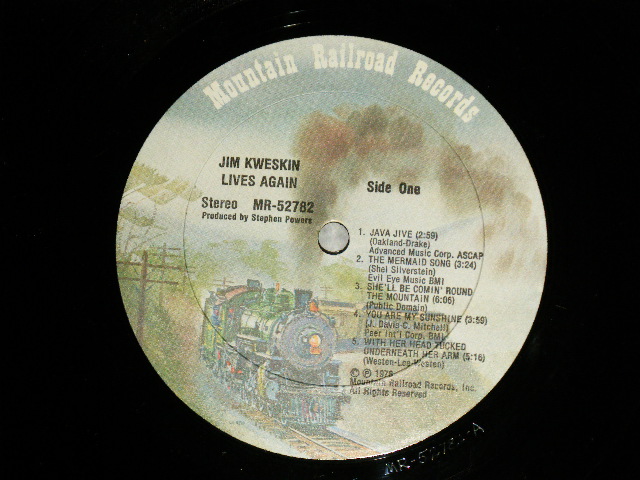 Mountain Railroad Records
JIM KWESKIN
LIVES AGAIN
Stereo MR-52782
Produced by Stephen Powers
Side One
1. JAVA JIVE (2:59)
(Oakland-Drake)
Advanced Music Corp. ASCAP
2. THE MERMAID SONG (3:24)
(Shel Silverstein)
Evil Eye Music BMI
3. SHE'LL BE COMIN' ROUND
THE MOUNTAIN (6:06)
(Public Domain)
4. YOU ARE MY SUNSHINE (3:59)
(J. Davis-C. Mitchell)
Peer Int'l Corp. BMI
5. WITH HER HEAD TUCKED
UNDERNEATH HER ARM (5:16)
(Westen-Lee-Westen)
© ℗ 1978
Mountain Railroad Records, Inc.
All Rights Reserved